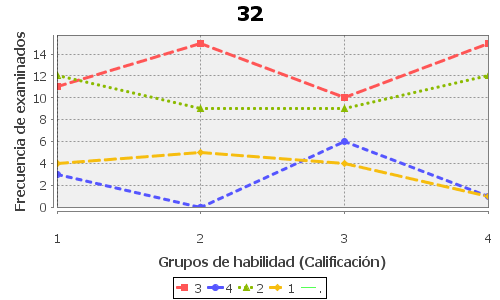 32
Frecuencia de examinados
14
12
10
8
6
4
2
0
1 2 3 4
Grupos de habilidad (Calificación)
3 4 2 1 .